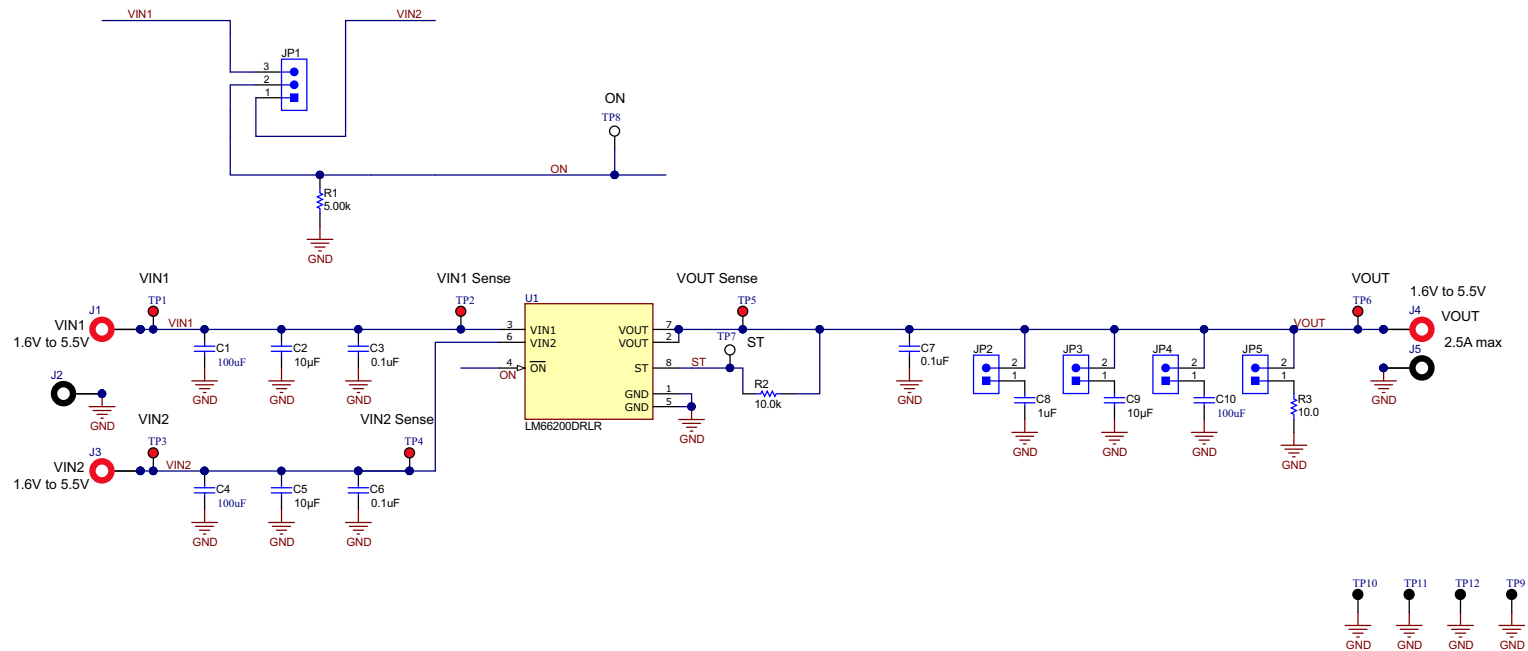 VIN1
VIN2
JP1
3
2
1
ON
TP8
ON
R1
5.00k
GND
VIN1
VIN1 Sense
VOUT Sense
VOUT
J1
TP1
TP2
U1
TP5
TP6
1.6V to 5.5V
J4
VIN1
1.6V to 5.5V
VIN1
3
VIN1
6
VIN2
4
ON
ON
VOUT
7
VOUT
2
ST
8
GND
1
GND
5
LM66200DRLR
ST
TP7
ST
R2
10.0k
GND
VOUT
VOUT
2.5A max
J5
GND
C1
100uF
GND
C2
10µF
GND
C3
0.1uF
GND
C7
0.1uF
GND
JP2
2
1
C8
1uF
GND
JP3
2
1
C9
10µF
GND
JP4
2
1
C10
100uF
GND
JP5
2
1
R3
10.0
GND
J2
GND
VIN2
VIN2 Sense
J3
TP3
TP4
VIN2
1.6V to 5.5V
VIN2
C4
100uF
GND
C5
10µF
GND
C6
0.1uF
GND
TP10
TP11
TP12
TP9
GND
GND
GND
GND